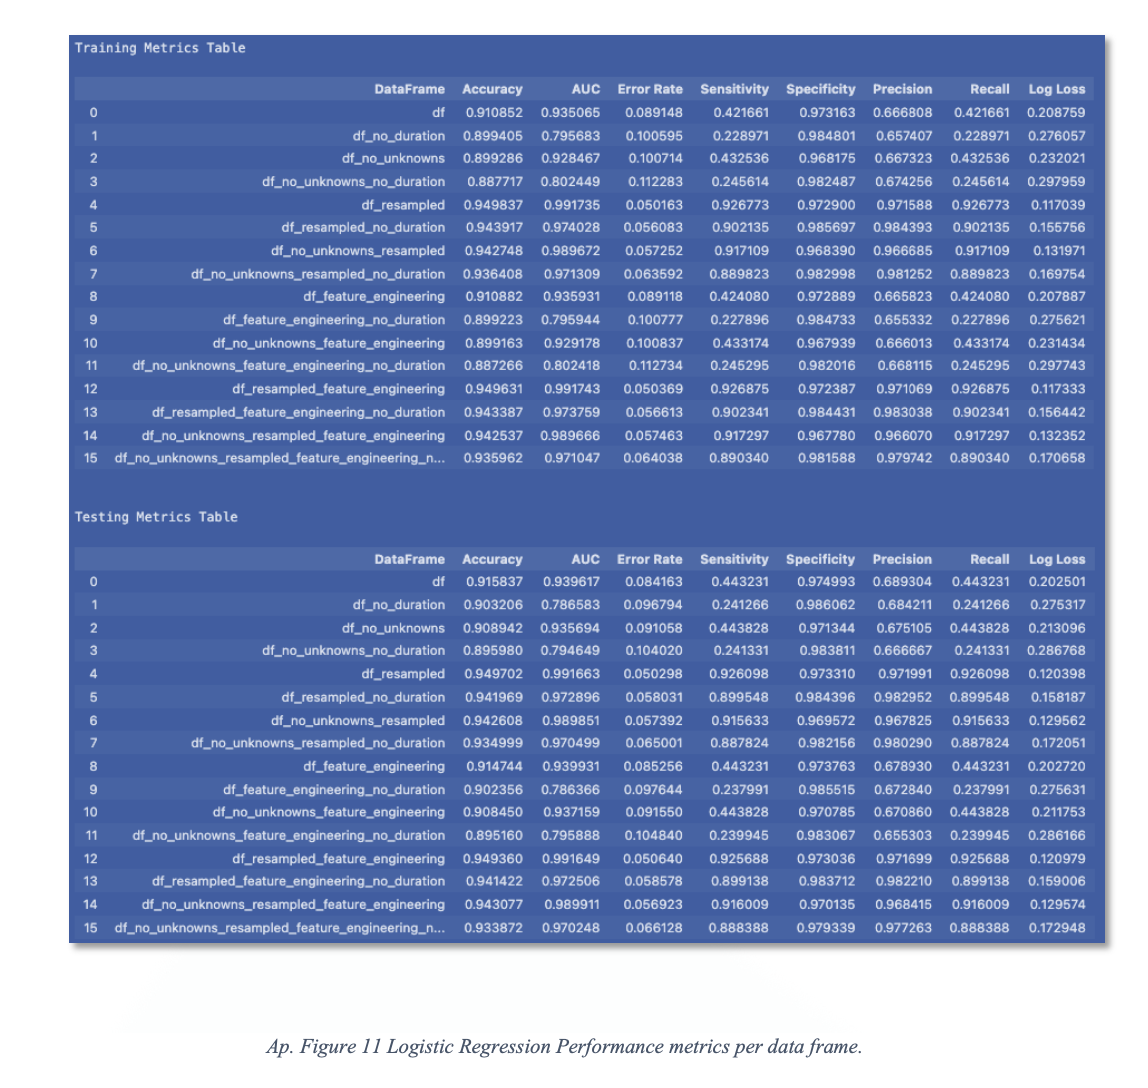 Training Metrics Table
DataFrame Accuracy AUC Error Rate Sensitivity Specificity Precision Recall Log Loss
0 df 0.910852 0.935065 0.089148 0.421661 0.973163 0.666808 0.421661 0.208759
1 df_no_duration 0.899405 0.795683 0.100595 0.228971 0.984801 0.657407 0.228971 0.276057
2 df_no_unknowns 0.899286 0.928467 0.100714 0.432536 0.968175 0.667323 0.432536 0.232021
3 df_no_unknowns_no_duration 0.887717 0.802449 0.112283 0.245614 0.982487 0.674256 0.245614 0.297959
4 df_resampled 0.949837 0.991735 0.050163 0.926773 0.972900 0.971588 0.926773 0.117039
5 df_resampled_no_duration 0.943917 0.974028 0.056083 0.902135 0.985697 0.984393 0.902135 0.155756
6 df_no_unknowns_resampled 0.942748 0.989672 0.057252 0.917109 0.968390 0.966685 0.917109 0.131971
7 df_no_unknowns_resampled_no_duration 0.936408 0.971309 0.063592 0.889823 0.982998 0.981252 0.889823 0.169754
8 df_feature_engineering 0.910882 0.935931 0.089118 0.424080 0.972889 0.665823 0.424080 0.207887
9 df_feature_engineering_no_duration 0.899223 0.795944 0.100777 0.227896 0.984733 0.655332 0.227896 0.275621
10 df_no_unknowns_feature_engineering 0.899163 0.929178 0.100837 0.433174 0.967939 0.666013 0.433174 0.231434
11 df_no_unknowns_feature_engineering_no_duration 0.887266 0.802418 0.112734 0.245295 0.982016 0.668115 0.245295 0.297743
12 df_resampled_feature_engineering 0.949631 0.991743 0.050369 0.926875 0.972387 0.971069 0.926875 0.117333
13 df_resampled_feature_engineering_no_duration 0.943387 0.973759 0.056613 0.902341 0.984431 0.983038 0.902341 0.156442
14 df_no_unknowns_resampled_feature_engineering 0.942537 0.989666 0.057463 0.917297 0.967780 0.966070 0.917297 0.132352
15 df_no_unknowns_resampled_feature_engineering_n... 0.935962 0.971047 0.064038 0.890340 0.981588 0.979742 0.890340 0.170658
Testing Metrics Table
DataFrame Accuracy AUC Error Rate Sensitivity Specificity Precision Recall Log Loss
0 df 0.915837 0.939617 0.084163 0.443231 0.974993 0.689304 0.443231 0.202501
1 df_no_duration 0.903206 0.786583 0.096794 0.241266 0.986062 0.684211 0.241266 0.275317
2 df_no_unknowns 0.908942 0.935694 0.091058 0.443828 0.971344 0.675105 0.443828 0.213096
3 df_no_unknowns_no_duration 0.895980 0.794649 0.104020 0.241331 0.983811 0.666667 0.241331 0.286768
4 df_resampled 0.949702 0.991663 0.050298 0.926098 0.973310 0.971991 0.926098 0.120398
5 df_resampled_no_duration 0.941969 0.972896 0.058031 0.899548 0.984396 0.982952 0.899548 0.158187
6 df_no_unknowns_resampled 0.942608 0.989851 0.057392 0.915633 0.969572 0.967825 0.915633 0.129562
7 df_no_unknowns_resampled_no_duration 0.934999 0.970499 0.065001 0.887824 0.982156 0.980290 0.887824 0.172051
8 df_feature_engineering 0.914744 0.939931 0.085256 0.443231 0.973763 0.678930 0.443231 0.202720
9 df_feature_engineering_no_duration 0.902356 0.786366 0.097644 0.237991 0.985515 0.672840 0.237991 0.275631
10 df_no_unknowns_feature_engineering 0.908450 0.937159 0.091550 0.443828 0.970785 0.670860 0.443828 0.211753
11 df_no_unknowns_feature_engineering_no_duration 0.895160 0.795888 0.104840 0.239945 0.983067 0.655303 0.239945 0.286166
12 df_resampled_feature_engineering 0.949360 0.991649 0.050640 0.925688 0.973036 0.971699 0.925688 0.120979
13 df_resampled_feature_engineering_no_duration 0.941422 0.972506 0.058578 0.899138 0.983712 0.982210 0.899138 0.159006
14 df_no_unknowns_resampled_feature_engineering 0.943077 0.989911 0.056923 0.916009 0.970135 0.968415 0.916009 0.129574
15 df_no_unknowns_resampled_feature_engineering_n... 0.933872 0.970248 0.066128 0.888388 0.979339 0.977263 0.888388 0.172948
Ap. Figure 11 Logistic Regression Performance metrics per data frame.